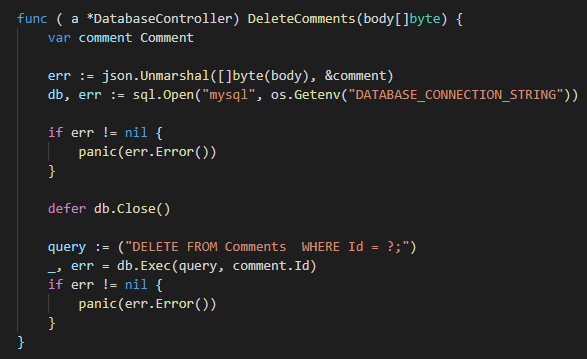 func ( a *DatabaseController) DeleteComments(body[]byte) {
    var comment Comment

    err := json.Unmarshal([]byte(body), &comment)
    db, err := sql.Open("mysql", os.Getenv("DATABASE_CONNECTION_STRING"))

    if err != nil {
        panic(err.Error())
    }

    defer db.Close()

    query := ("DELETE FROM Comments  WHERE Id = ?;")
    _, err = db.Exec(query, comment.Id)
    if err != nil {
        panic(err.Error())
    }
}